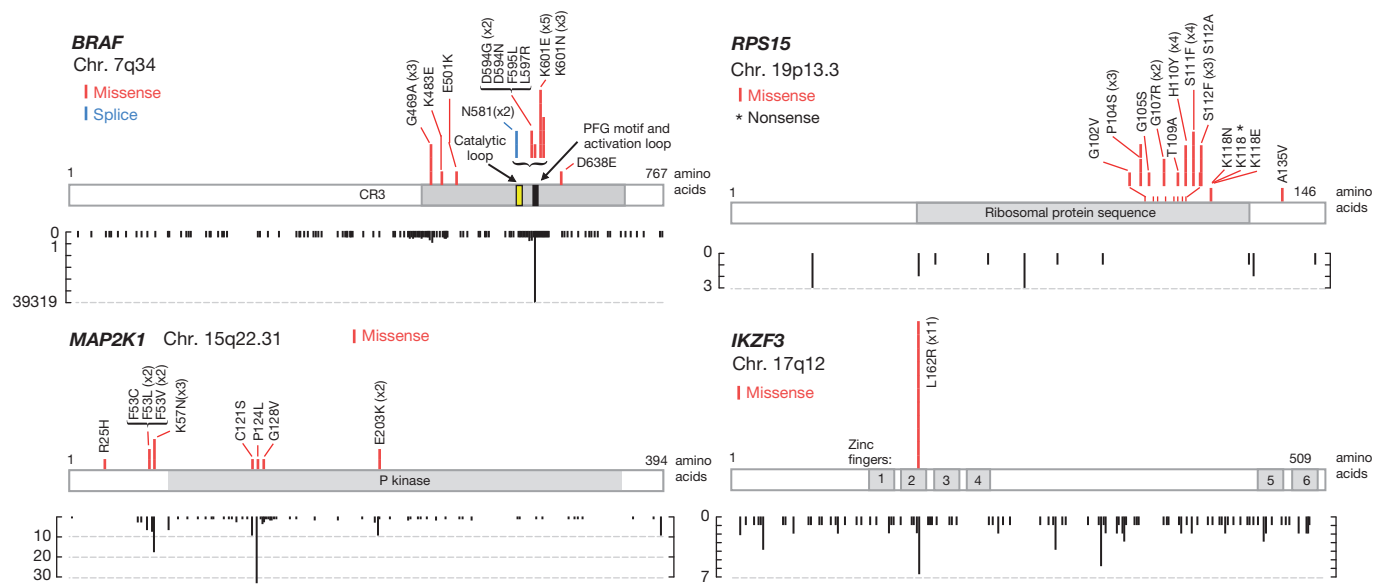 BRAF
Chr. 7q34
Missense
Splice
G469A (x3)
K483E
E501K
N581(x2)
D594G (x2)
D594N
F595L
L597R
K601E (x5)
K601N (x3)
Catalytic
loop
PFG motif and
activation loop
D638E
1
767
amino
acids
CR3
0
1
39319
RPS15
Chr. 19p13.3
Missense
* Nonsense
G102V
P104S (x3)
G105S
G107R (x2)
T109A
H110Y (x4)
S111F (x4)
S112F (x3) S112A
K118N
K118*
K118E
A135V
1
146
amino
acids
Ribosomal protein sequence
0
3
MAP2K1 Chr. 15q22.31
Missense
R25H
F53C
F53L (x2)
F53V (x2)
K57N(x3)
C121S
P124L
G128V
E203K (x2)
1
394
amino
acids
P kinase
10
20
30
IKZF3
Chr. 17q12
Missense
L162R (x11)
Zinc
fingers:
1
509
amino
acids
1 2 3 4 5 6
0
7